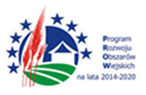 Program
Rozwoju
Obszarów
Wiejskich
na lata 2014-2020